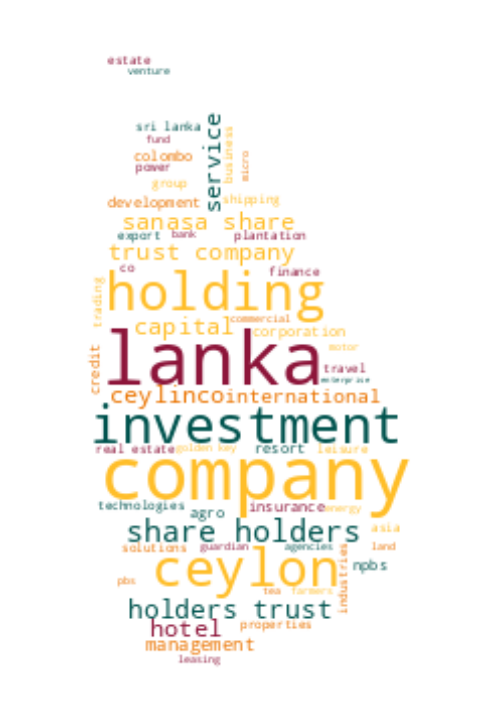 estate
venture
sri lanka
fund
colombo
power
group
service
business
micro
development
shipping
sanasa share
export
bank
plantation
trust company
co
finance
trading
holding
commercial
capital
corporation
lanka
motor
travel
enterprise
credit
ceylinco
international
investment
real estate
golden key
resort
leisure
company
technologies
agro
insurance
energy
share holders
asia
solutions
guardian
agencies
land
ceylon
npbs
industries
pbs
tea
farmers
holders trust
hotel
properties
management
leasing